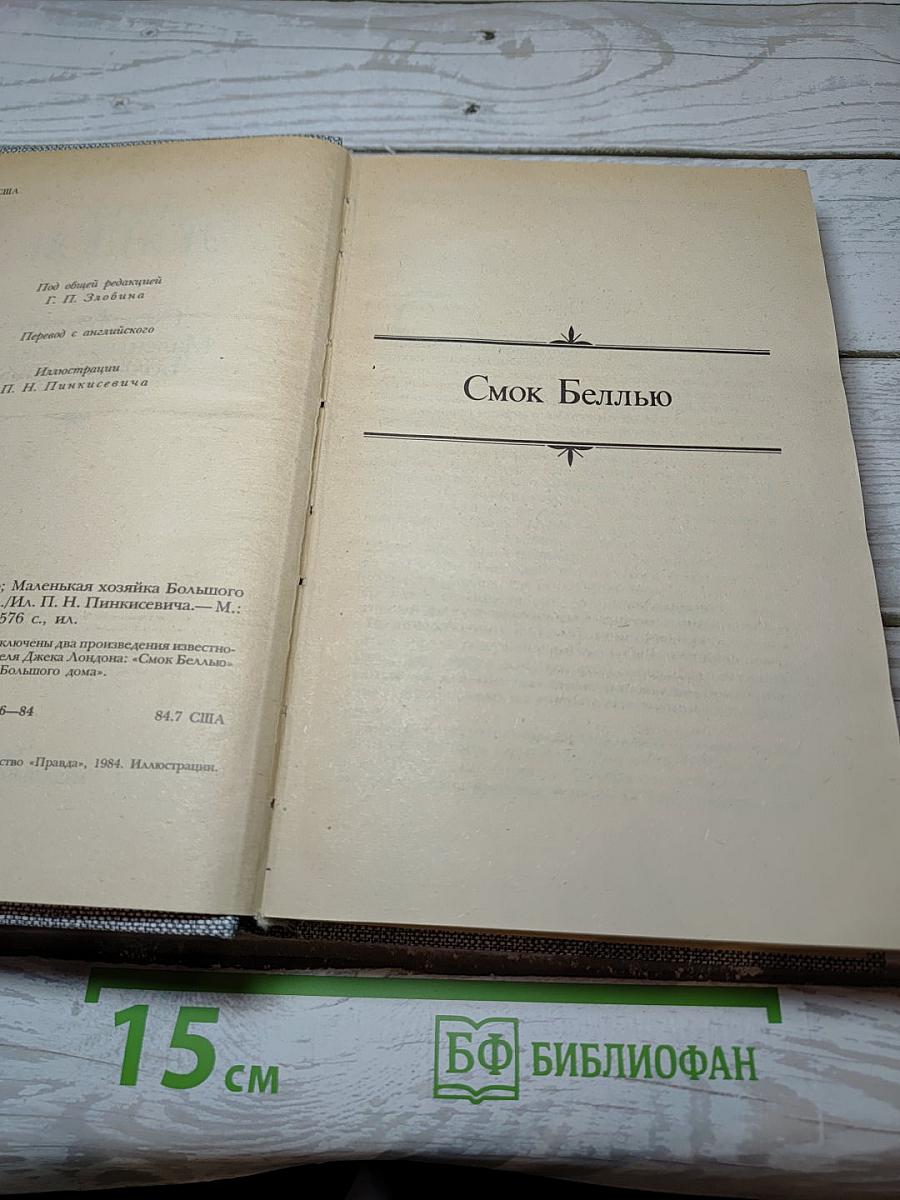 США
Под общей редакцией
Г. П. Злобина
Перевод с английского
Иллюстрации
П. Н. Пинкисевича
; Маленькая хозяйка Большого
./Ил. П. Н. Пинкисевича.— М.:
576 с., ил.
ключены два произведения известно-
еля Джека Лондона: «Смок Беллью»
Большого дома».
6—84
84.7 США
ство «Правда», 1984. Иллюстрации.
Смок Беллью
15 см
БФ БИБЛИОФАН